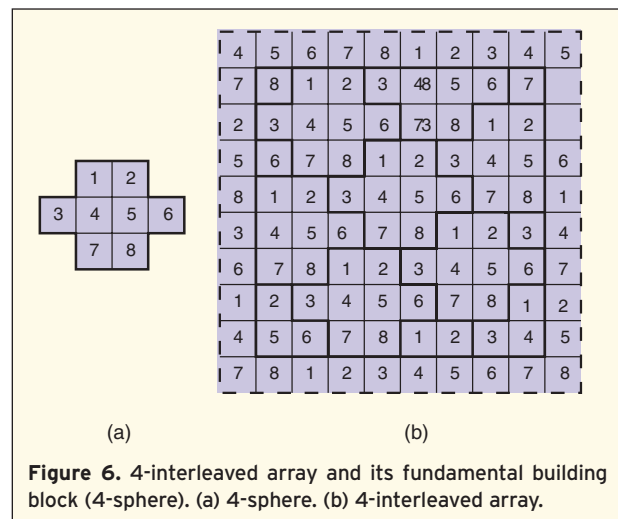 4 5 6 7 8 1 2 3 4 5
7 8 1 2 3 48 5 6 7
2 3 4 5 6 73 8 1 2
5 6 7 8 1 2 3 4 5 6
8 1 2 3 4 5 6 7 8 1
3 4 5 6 7 8 1 2 3 4
6 7 8 1 2 3 4 5 6 7
1 2 3 4 5 6 7 8 1 2
4 5 6 7 8 1 2 3 4 5
7 8 1 2 3 4 5 6 7 8
1 2
3 4 5 6
7 8
(a) (b)
Figure 6. 4-interleaved array and its fundamental building
block (4-sphere). (a) 4-sphere. (b) 4-interleaved array.